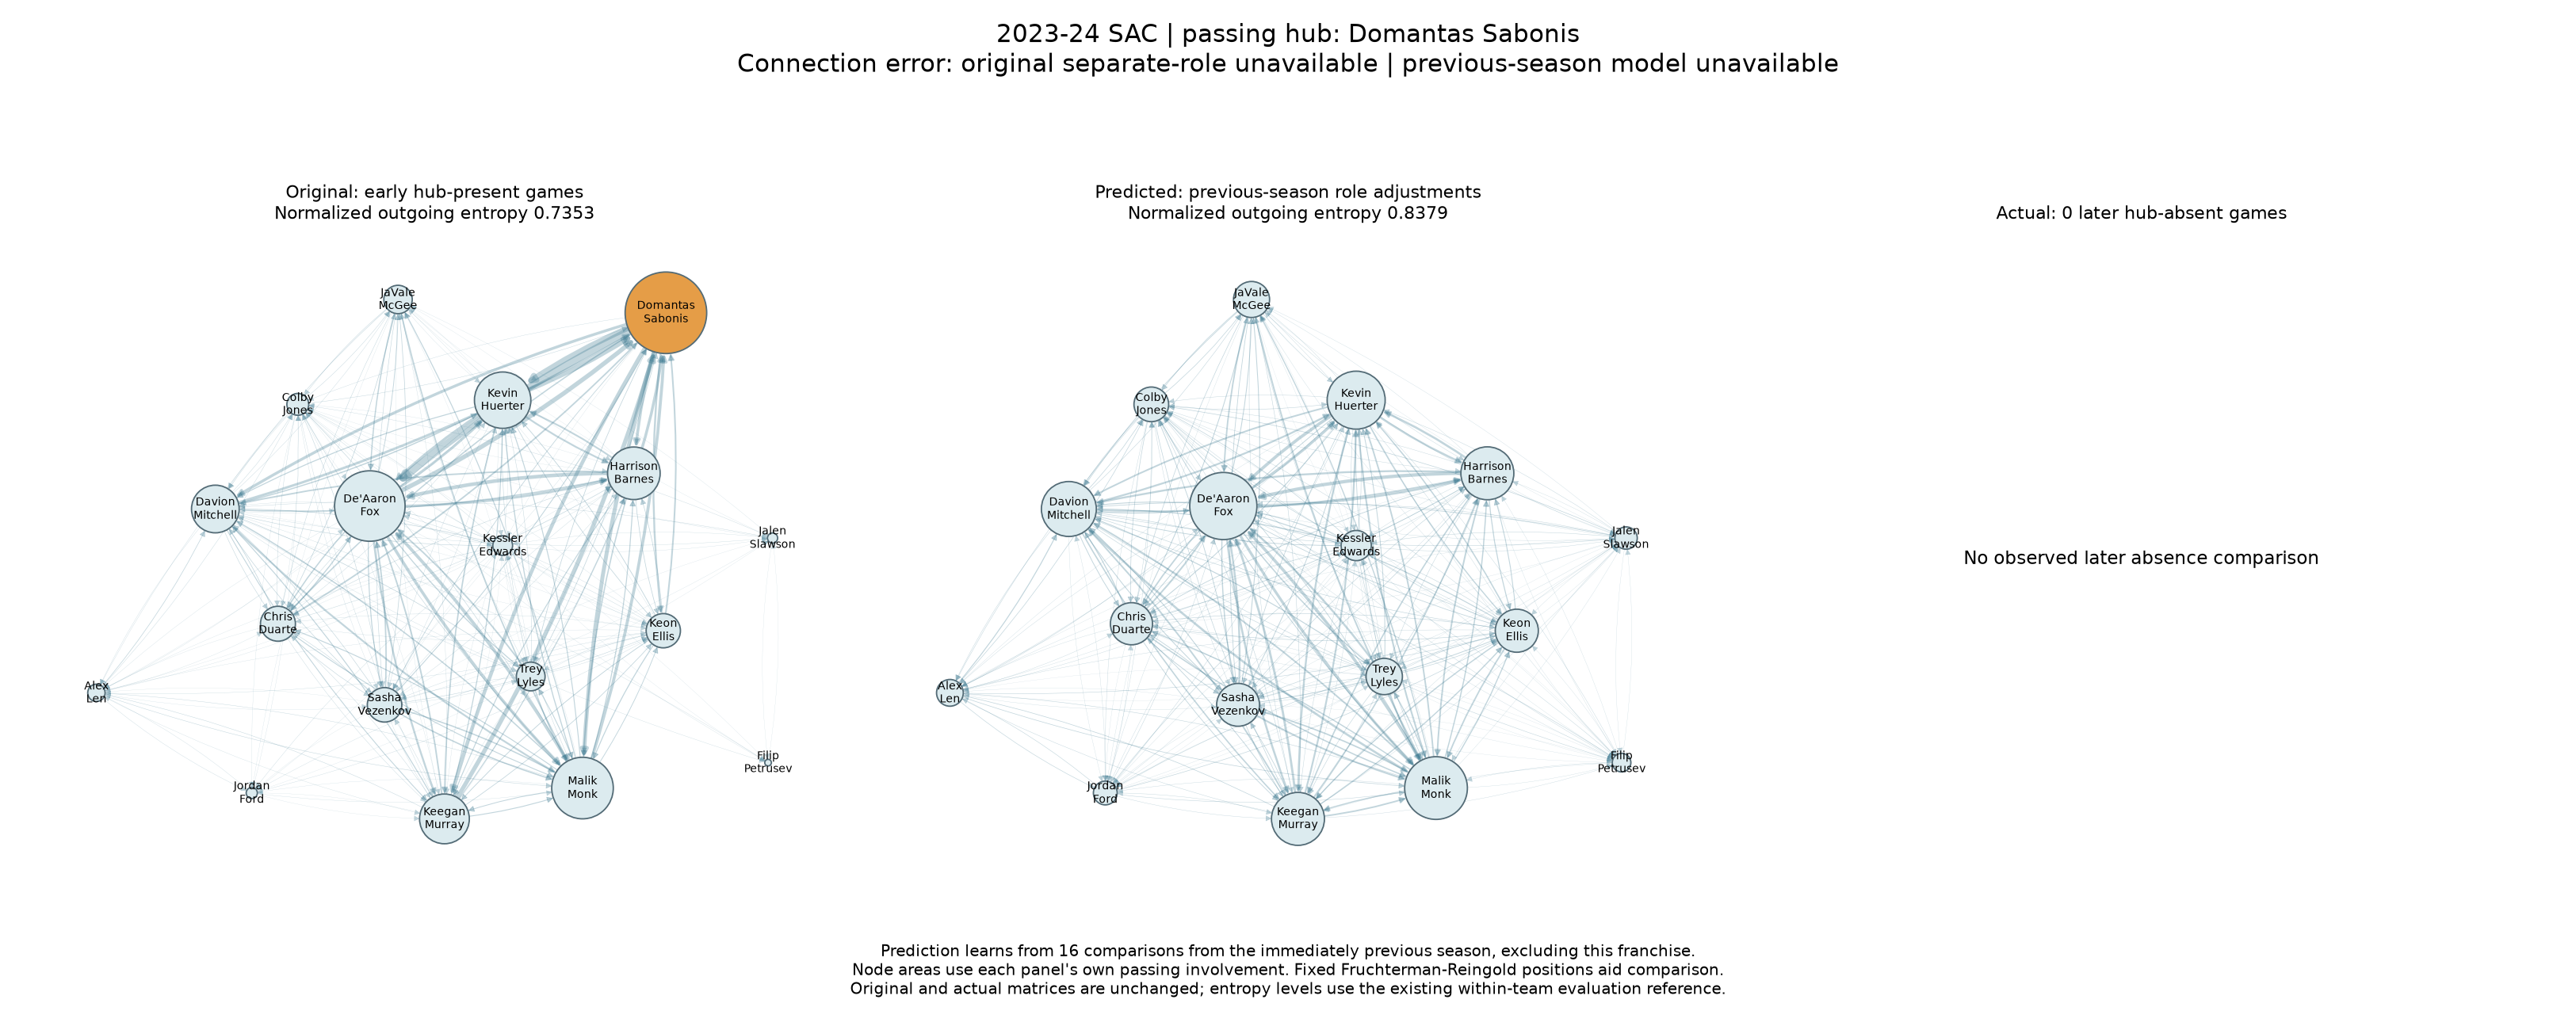 2023-24 SAC | passing hub: Domantas Sabonis
Connection error: original separate-role unavailable | previous-season model unavailable
Original: early hub-present games
Normalized outgoing entropy 0.7353
JaVale
McGee
Domantas
Sabonis
Colby
Jones
Kevin
Huerter
Harrison
Barnes
Davion
Mitchell
De'Aaron
Fox
Kessler
Edwards
Jalen
Slawson
Chris
Duarte
Keon
Ellis
Alex
Len
Sasha
Vezenkov
Trey
Lyles
Jordan
Ford
Keegan
Murray
Malik
Monk
Filip
Petrusev
Predicted: previous-season role adjustments
Normalized outgoing entropy 0.8379
JaVale
McGee
Colby
Jones
Kevin
Huerter
Harrison
Barnes
Davion
Mitchell
De'Aaron
Fox
Kessler
Edwards
Jalen
Slawson
Chris
Duarte
Keon
Ellis
Alex
Len
Sasha
Vezenkov
Trey
Lyles
Jordan
Ford
Keegan
Murray
Malik
Monk
Filip
Petrusev
Actual: 0 later hub-absent games
No observed later absence comparison
Prediction learns from 16 comparisons from the immediately previous season, excluding this franchise.
Node areas use each panel's own passing involvement. Fixed Fruchterman-Reingold positions aid comparison.
Original and actual matrices are unchanged; entropy levels use the existing within-team evaluation reference.